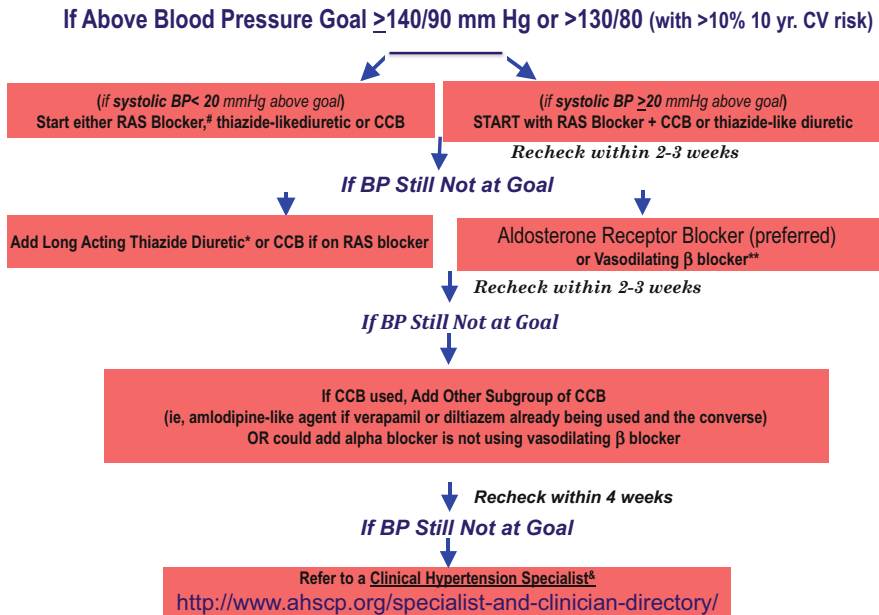 If Above Blood Pressure Goal ≥140/90 mm Hg or >130/80 (with >10% 10 yr. CV risk)
(if systolic BP< 20 mmHg above goal)
Start either RAS Blocker,# thiazide-likediuretic or CCB
(if systolic BP ≥20 mmHg above goal)
START with RAS Blocker + CCB or thiazide-like diuretic
Recheck within 2-3 weeks
If BP Still Not at Goal
Add Long Acting Thiazide Diuretic* or CCB if on RAS blocker
Aldosterone Receptor Blocker (preferred)
or Vasodilating β blocker**
Recheck within 2-3 weeks
If BP Still Not at Goal
If CCB used, Add Other Subgroup of CCB
(ie, amlodipine-like agent if verapamil or diltiazem already being used and the converse)
OR could add alpha blocker is not using vasodilating β blocker
Recheck within 4 weeks
If BP Still Not at Goal
Refer to a Clinical Hypertension Specialist&
http://www.ahscp.org/specialist-and-clinician-directory/